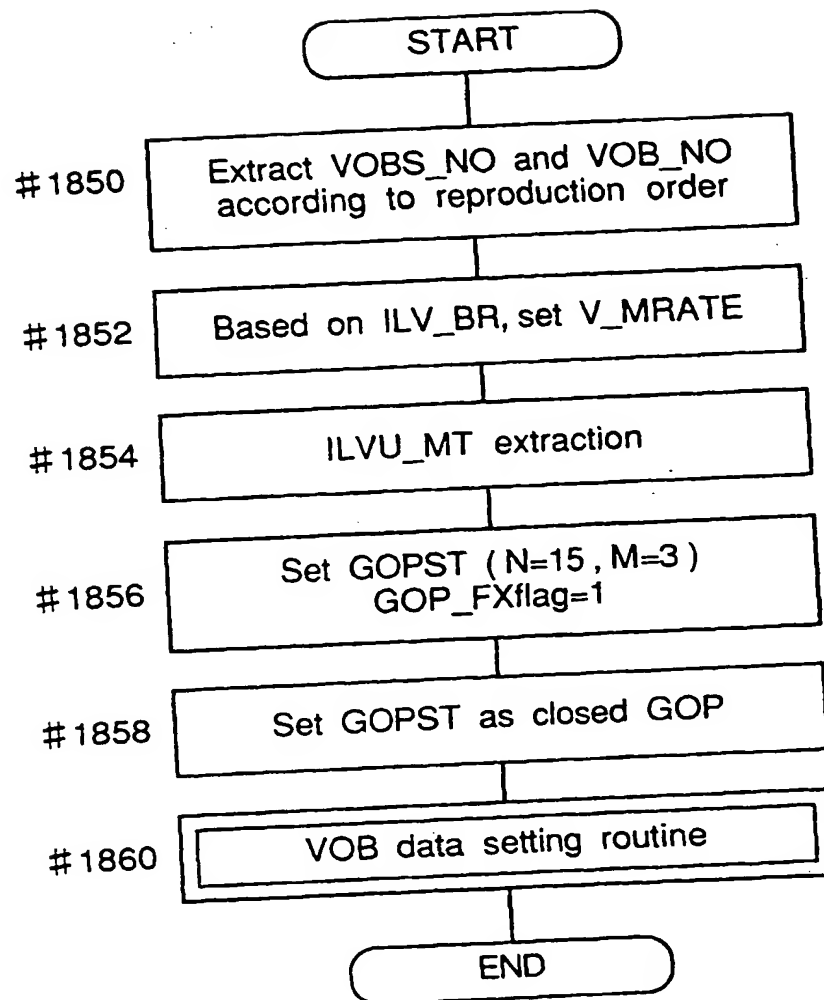 START
#1850
Extract VOBS_NO and VOB_NO
according to reproduction order
#1852
Based on ILV_BR, set V_MRATE
#1854
ILVU_MT extraction
#1856
Set GOPST (N=15, M=3)
GOP_FXflag=1
#1858
Set GOPST as closed GOP
#1860
VOB data setting routine
END